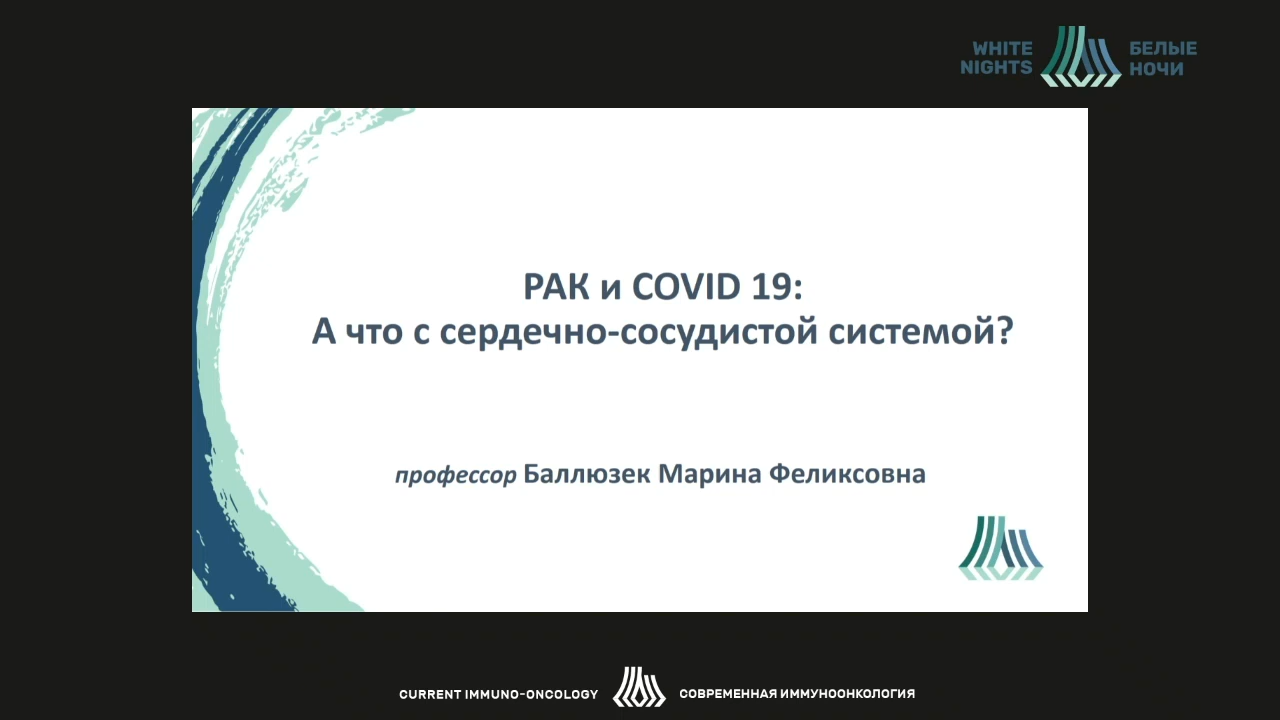 WHITE
NIGHTS
БЕЛЫЕ
НОЧИ
РАК и COVID 19:
А что с сердечно-сосудистой системой?
профессор Баллюзек Марина Феликсовна
CURRENT IMMUNO-ONCOLOGY
СОВРЕМЕННАЯ ИММУНООНКОЛОГИЯ